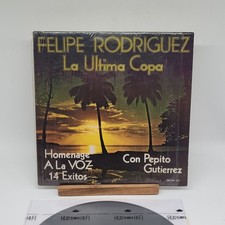 FELIPE RODRIGUEZ
La Ultima Copa
Homenage
A La VOZ
14 Exitos
Con Pepito
Gutierrez